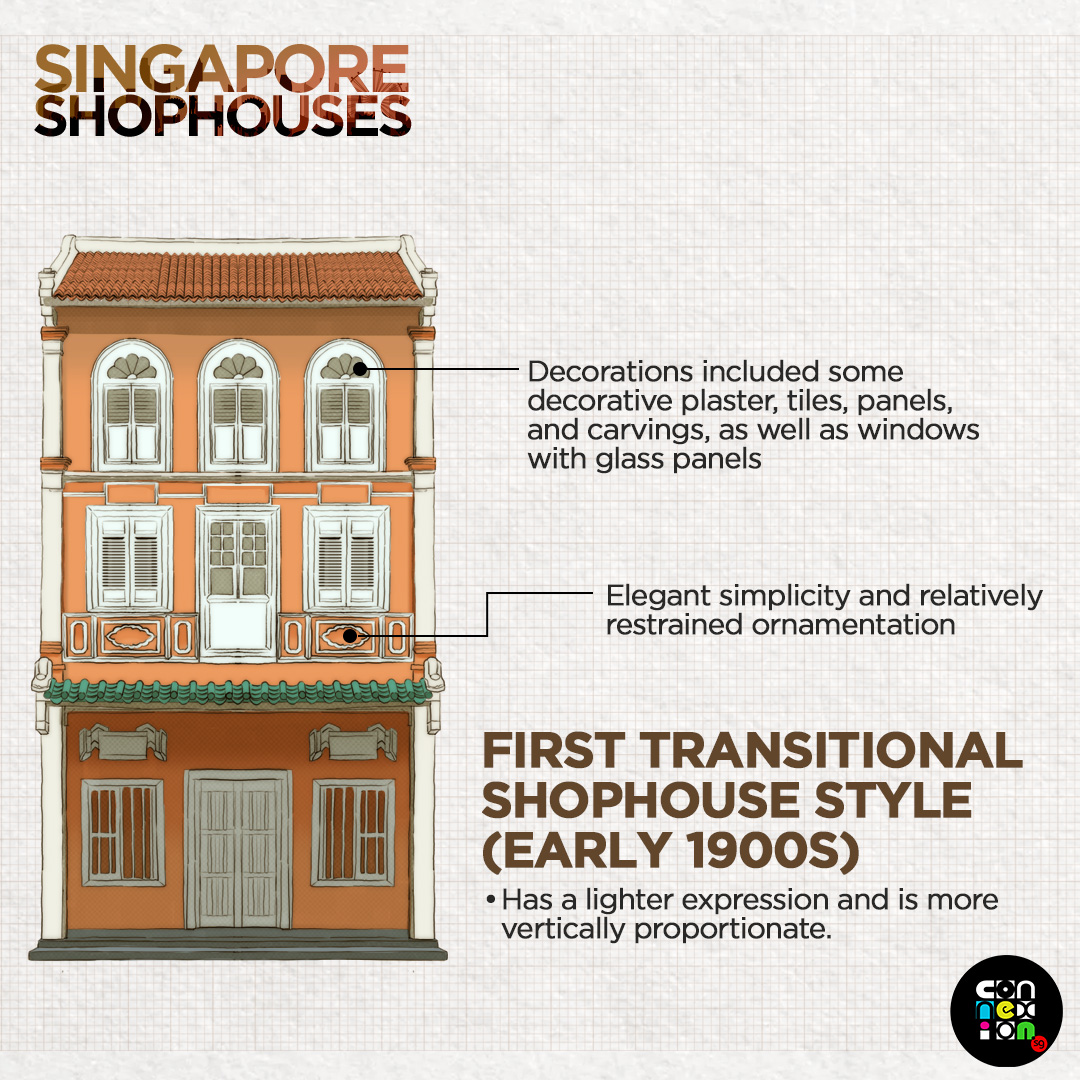 SINGAPORE
SHOPHOUSES
Decorations included some
decorative plaster, tiles, panels,
and carvings, as well as windows
with glass panels
Elegant simplicity and relatively
restrained ornamentation
FIRST TRANSITIONAL
SHOPHOUSE STYLE
(EARLY 1900S)
• Has a lighter expression and is more
vertically proportionate.
con
nex
ion.
sg